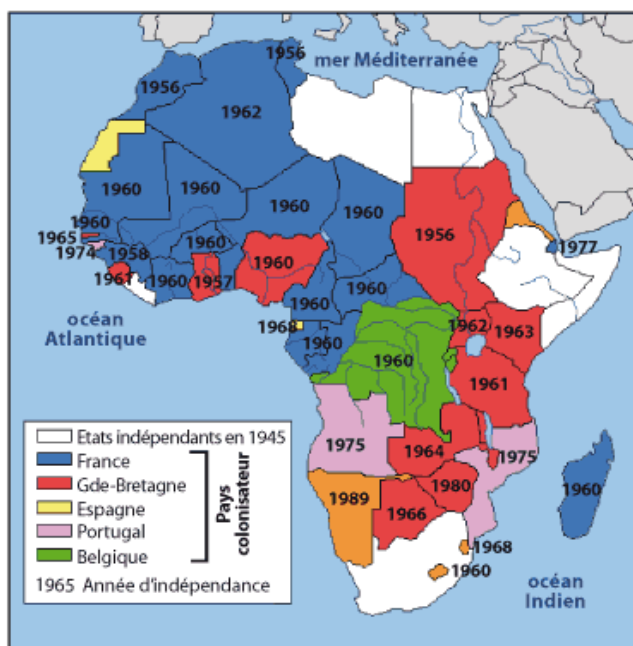 1956
mer Méditerranée
1956
1962
1960
1960
1960
1960
1956
1960
1965
1974
1958
1960
1960
1977
1961
1960
1957
1960
1960
1968
1960
1960
1962
1963
océan
Atlantique
1960
1961
1975
1964
1975
1989
1966
1980
1960
1968
1960
océan
Indien
Etats indépendants en 1945
France
Gde-Bretagne
Espagne
Portugal
Belgique
Pays
colonisateur
1965 Année d'indépendance